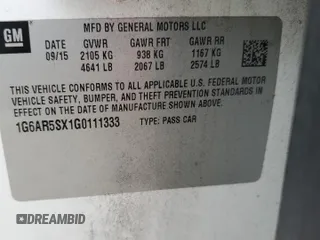 GM
MFD BY GENERAL MOTORS LLC
DATE GVWR GAWR FRT GAWR RR
09/15 2105 KG 938 KG 1167 KG
4641 LB 2067 LB 2574 LB
THIS VEHICLE CONFORMS TO ALL APPLICABLE U.S. FEDERAL MOTOR
VEHICLE SAFETY, BUMPER, AND THEFT PREVENTION STANDARDS IN
EFFECT ON THE DATE OF MANUFACTURE SHOWN ABOVE.
1G6AR5SX1G0111333 TYPE: PASS CAR
DREAMBID